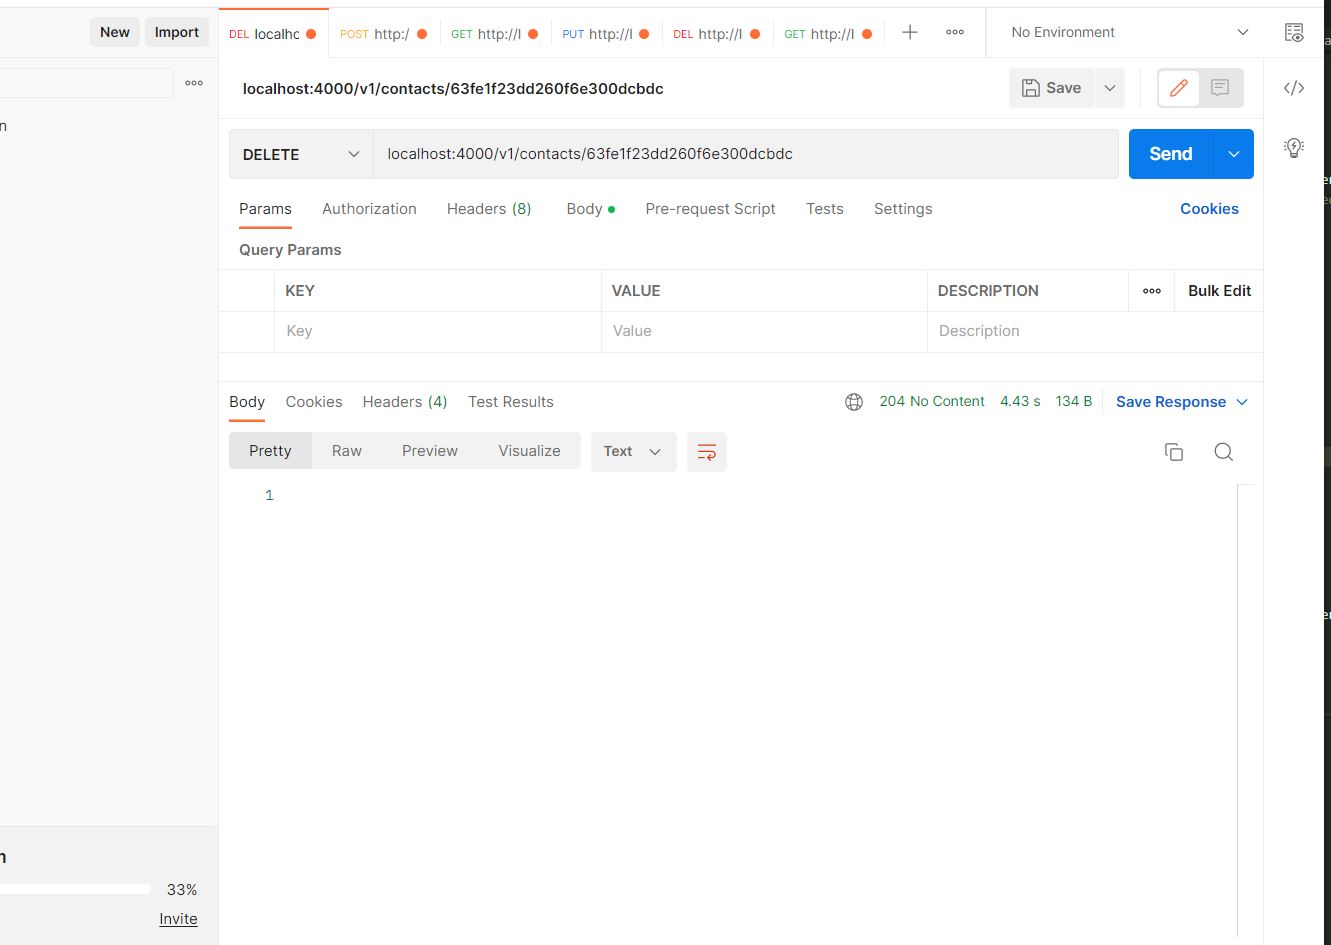 New Import DEL localhc POST http:/ GET http://l PUT http://l DEL http://l GET http://l No Environment
localhost:4000/v1/contacts/63fe1f23dd260f6e300dcbdc Save
n
DELETE localhost:4000/v1/contacts/63fe1f23dd260f6e300dcbdc Send
Params Authorization Headers (8) Body Pre-request Script Tests Settings Cookies
Query Params
KEY VALUE DESCRIPTION Bulk Edit
Key Value Description
Body Cookies Headers (4) Test Results 204 No Content 4.43 s 134 B Save Response
Pretty Raw Preview Visualize Text
1
33%
Invite